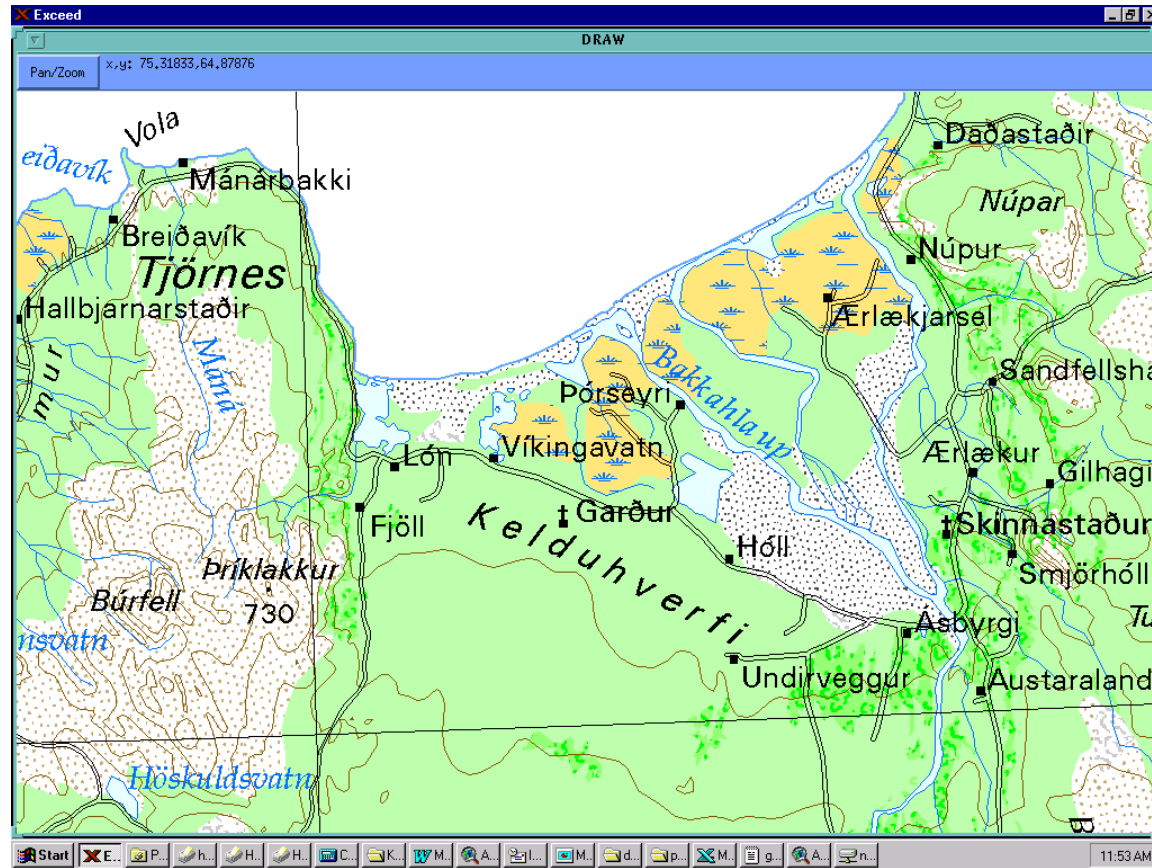 Exceed
DRAW
Pan/Zoom
x,y: 75.31833,64.87876
Vola
eiðavík
Mánárbakki
Daðastaðir
Núpar
Breiðavík
Núpur
Tjörnes
Hallbjarnarstaðir
Ærlækjarsel
mur
Máná
Bakkahlaup
Sandfellsha
Þórseyri
Lón
Víkingavatn
Ærlækur
Gilhagi
Fjöll
Garður
Skinnastaður
Kelduhverfi
Hóll
Smjörhóll
Þríklakkur
Búrfell
730
Tu
nsvatn
Ásbyrgi
Undirveggur
Austaraland
Höskuldsvatn
B
Start
E..
P...
h...
H..
H..
C...
K...
M..
A...
I...
M..
d...
p...
M..
g...
A...
n...
11:53 AM